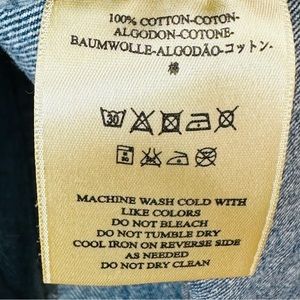 100% COTTON-COTON-
ALGODON-COTONE-
BAUMWOLLE-ALGODÃO-コットン-
棉
30
MACHINE WASH COLD WITH
LIKE COLORS
DO NOT BLEACH
DO NOT TUMBLE DRY
COOL IRON ON REVERSE SIDE
AS NEEDED
DO NOT DRY CLEAN